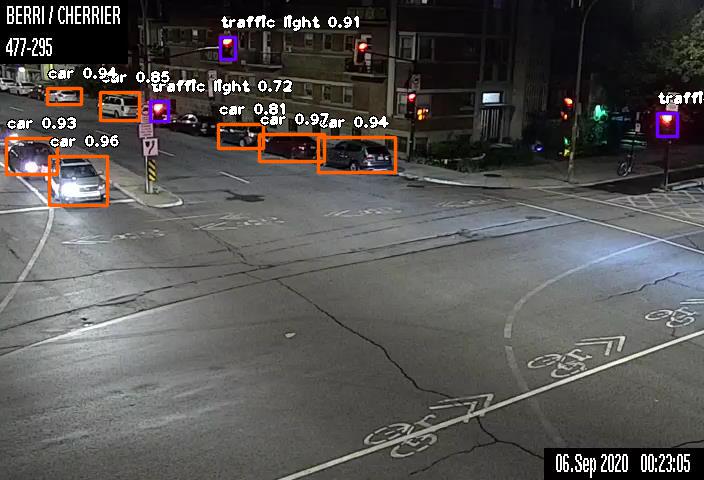 BERRI / CHERRIER
477-295
traffic light 0.91
car 0.94
car 0.85
traffic light 0.72
traffi
car 0.81
car 0.97
car 0.94
car 0.93
car 0.96
06.Sep 2020 00:23:05